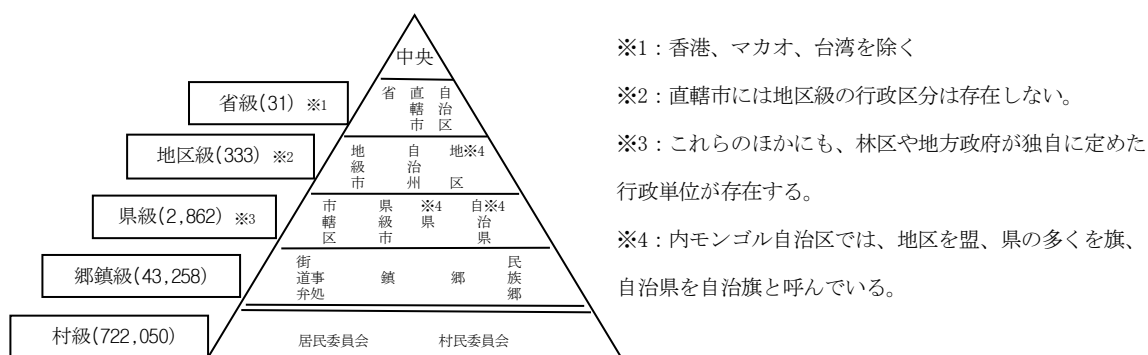 中央
省級(31) ※1
省 直轄市 自治区
地区級(333) ※2
地級市 自治州 地※4区
県級(2,862) ※3
市轄区 県級市 ※4県 自※4治県
郷鎮級(43,258)
街道事弁処 鎮 郷 民族郷
村級(722,050)
居民委員会 村民委員会
※1：香港、マカオ、台湾を除く
※2：直轄市には地区級の行政区分は存在しない。
※3：これらのほかにも、林区や地方政府が独自に定めた
行政単位が存在する。
※4：内モンゴル自治区では、地区を盟、県の多くを旗、
自治県を自治旗と呼んでいる。